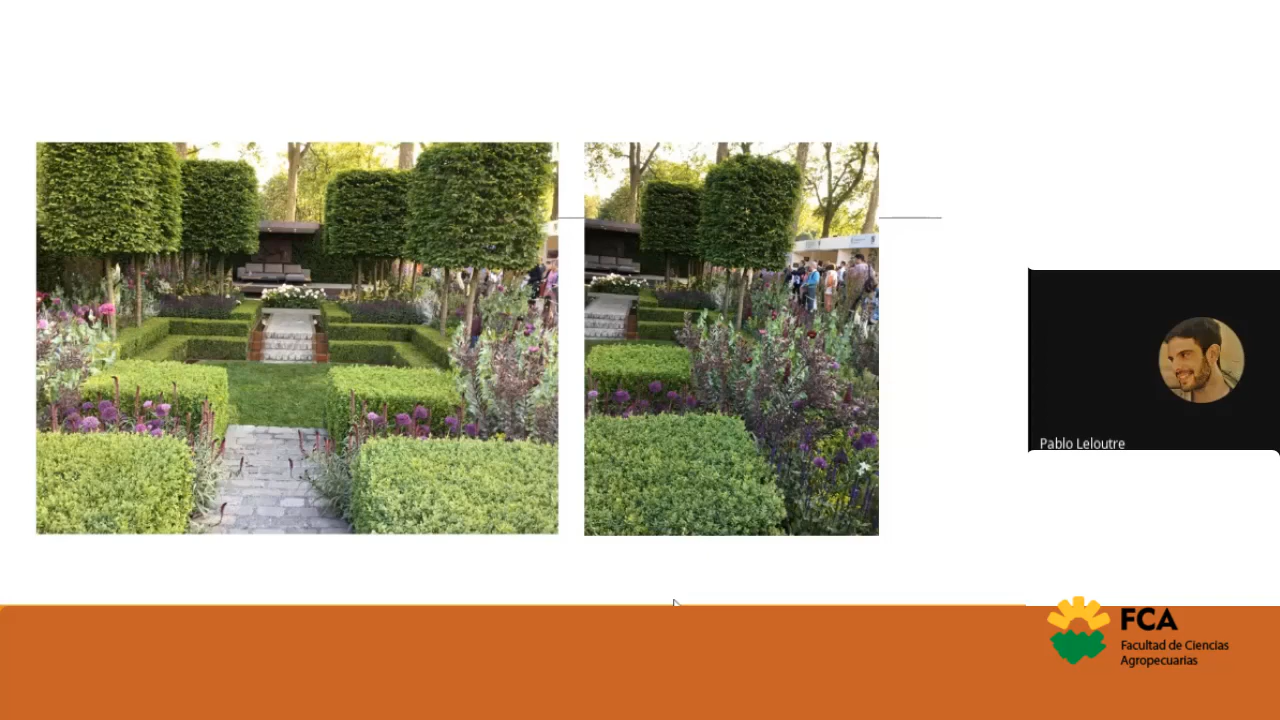 Pablo Leloutre
FCA
Facultad de Ciencias
Agropecuarias